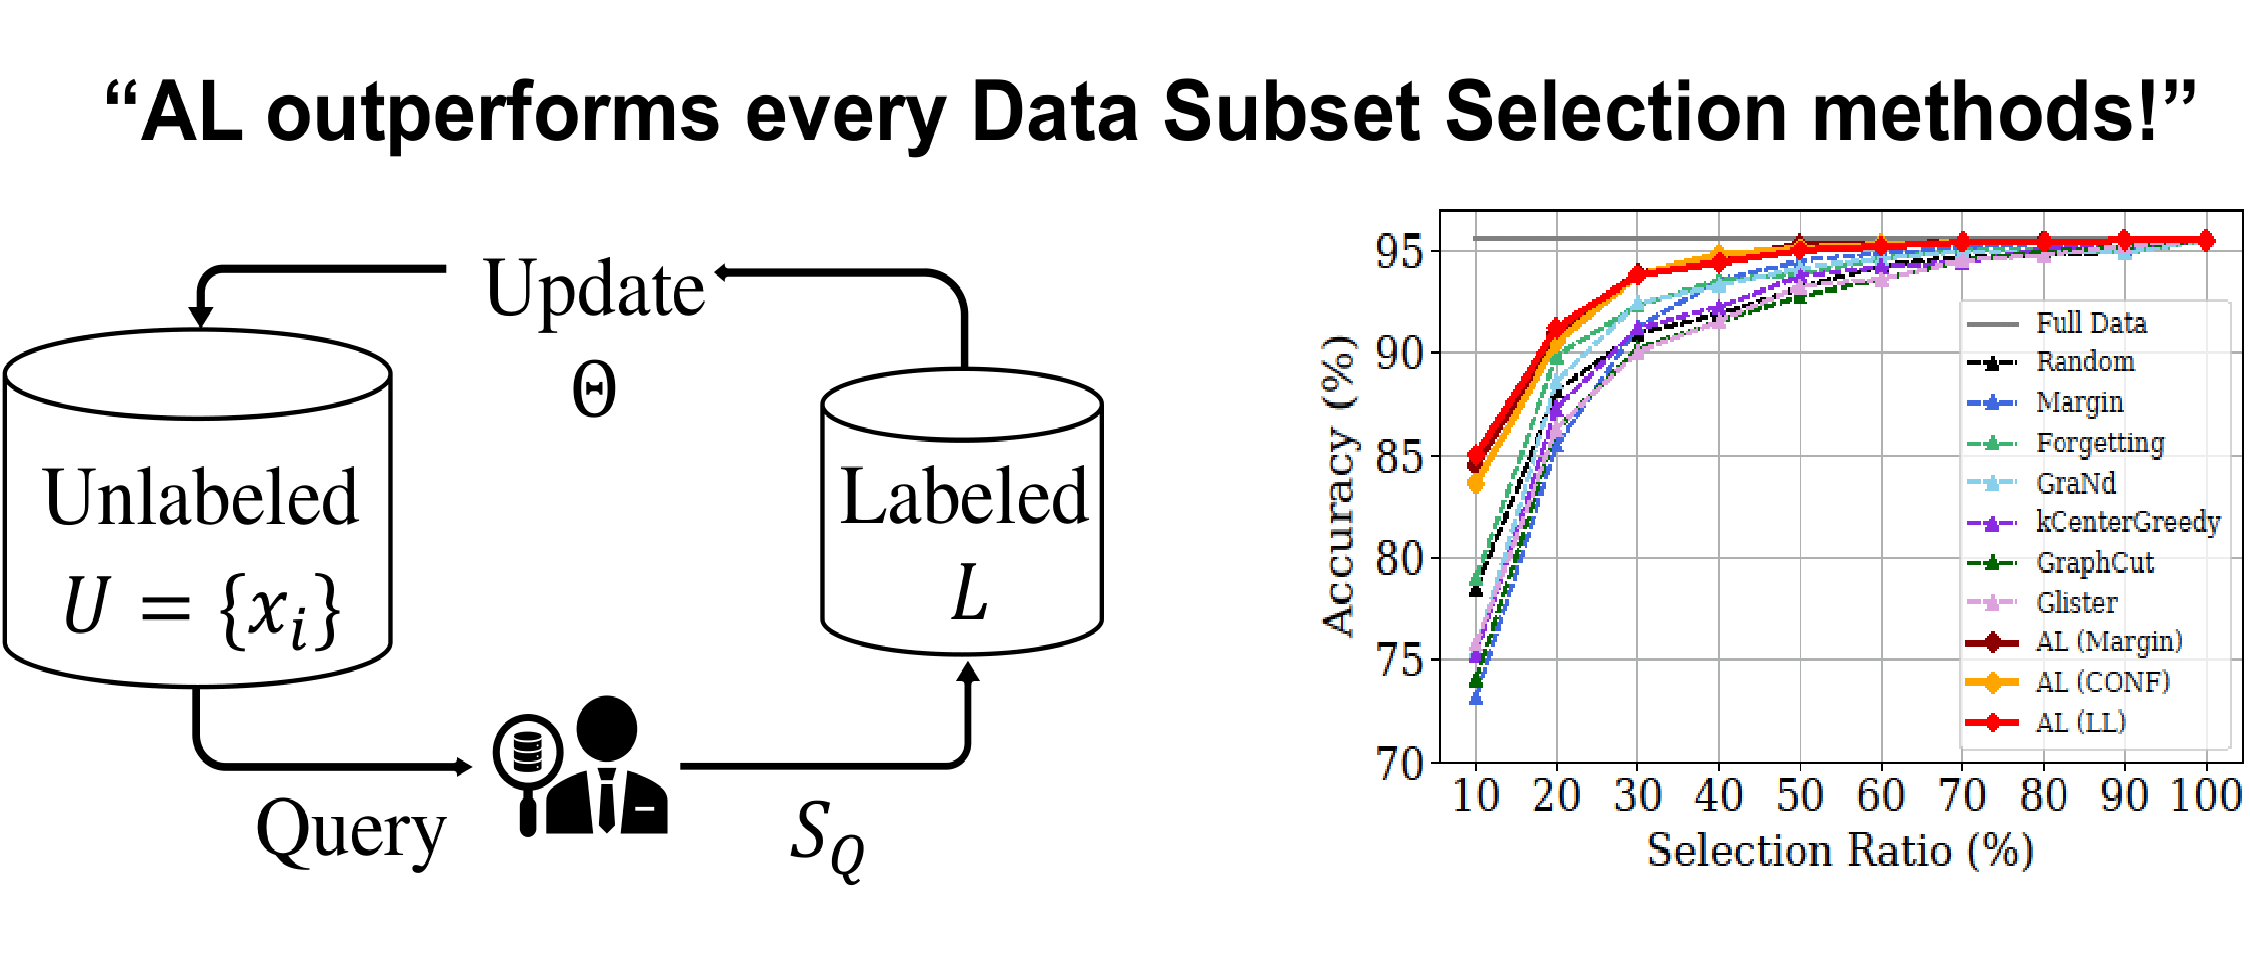 “AL outperforms every Data Subset Selection methods!”
Update
Θ
Unlabeled
U = {x_i}
Labeled
L
Query
S_Q
Accuracy (%)
95
90
85
80
75
70
10 20 30 40 50 60 70 80 90 100
Selection Ratio (%)
Full Data
Random
Margin
Forgetting
GraNd
kCenterGreedy
GraphCut
Glister
AL (Margin)
AL (CONF)
AL (LL)